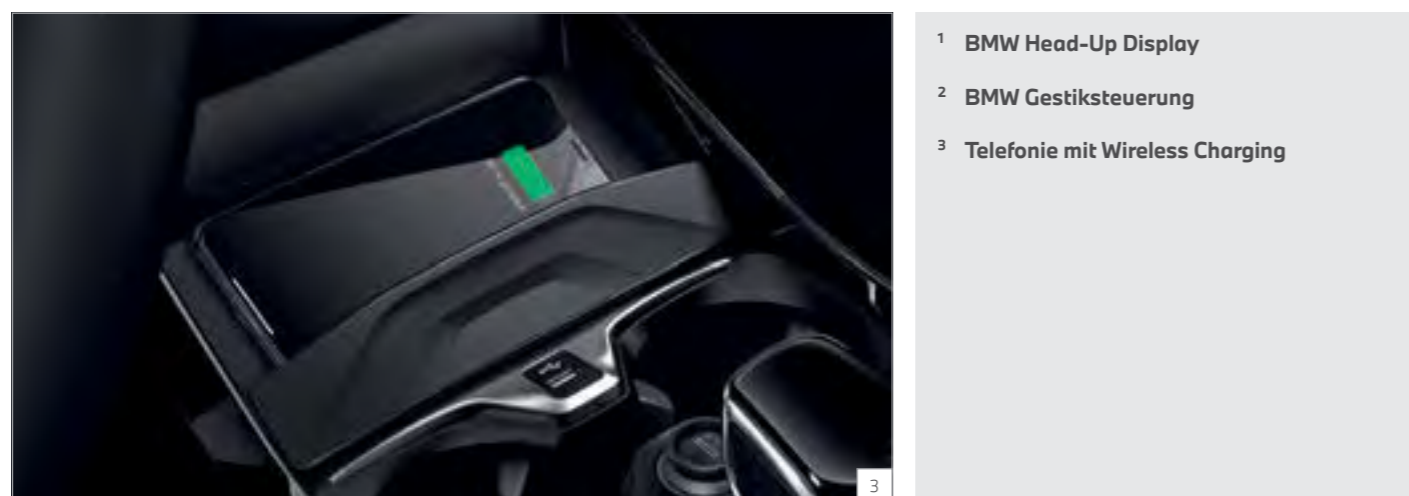 3
¹ BMW Head-Up Display
² BMW Gestiksteuerung
³ Telefonie mit Wireless Charging